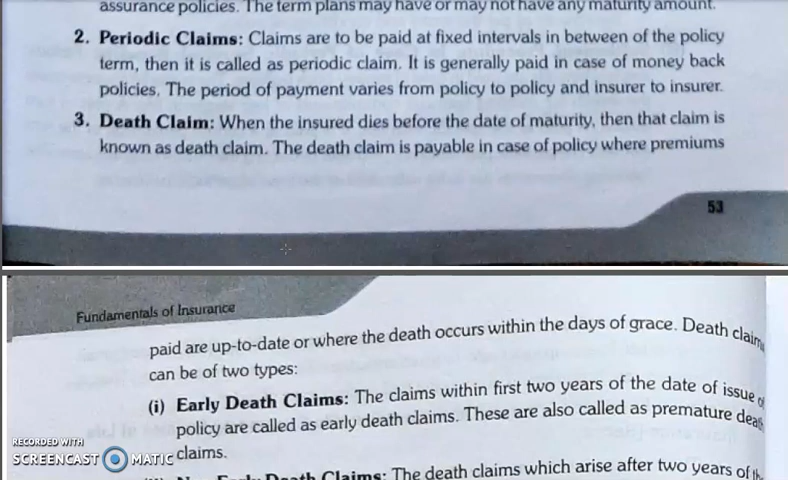 assurance policies. The term plans may have or may not have any maturity amount.
2. Periodic Claims: Claims are to be paid at fixed intervals in between of the policy
term, then it is called as periodic claim. It is generally paid in case of money back
policies. The period of payment varies from policy to policy and insurer to insurer.
3. Death Claim: When the insured dies before the date of maturity, then that claim is
known as death claim. The death claim is payable in case of policy where premiums
53
Fundamentals of Insurance
paid are up-to-date or where the death occurs within the days of grace. Death claim
can be of two types:
(i) Early Death Claims: The claims within first two years of the date of issue of
policy are called as early death claims. These are also called as premature death
claims.
Early Death Claims: The death claims which arise after two years of the
RECORDED WITH
SCREENCAST MATIC